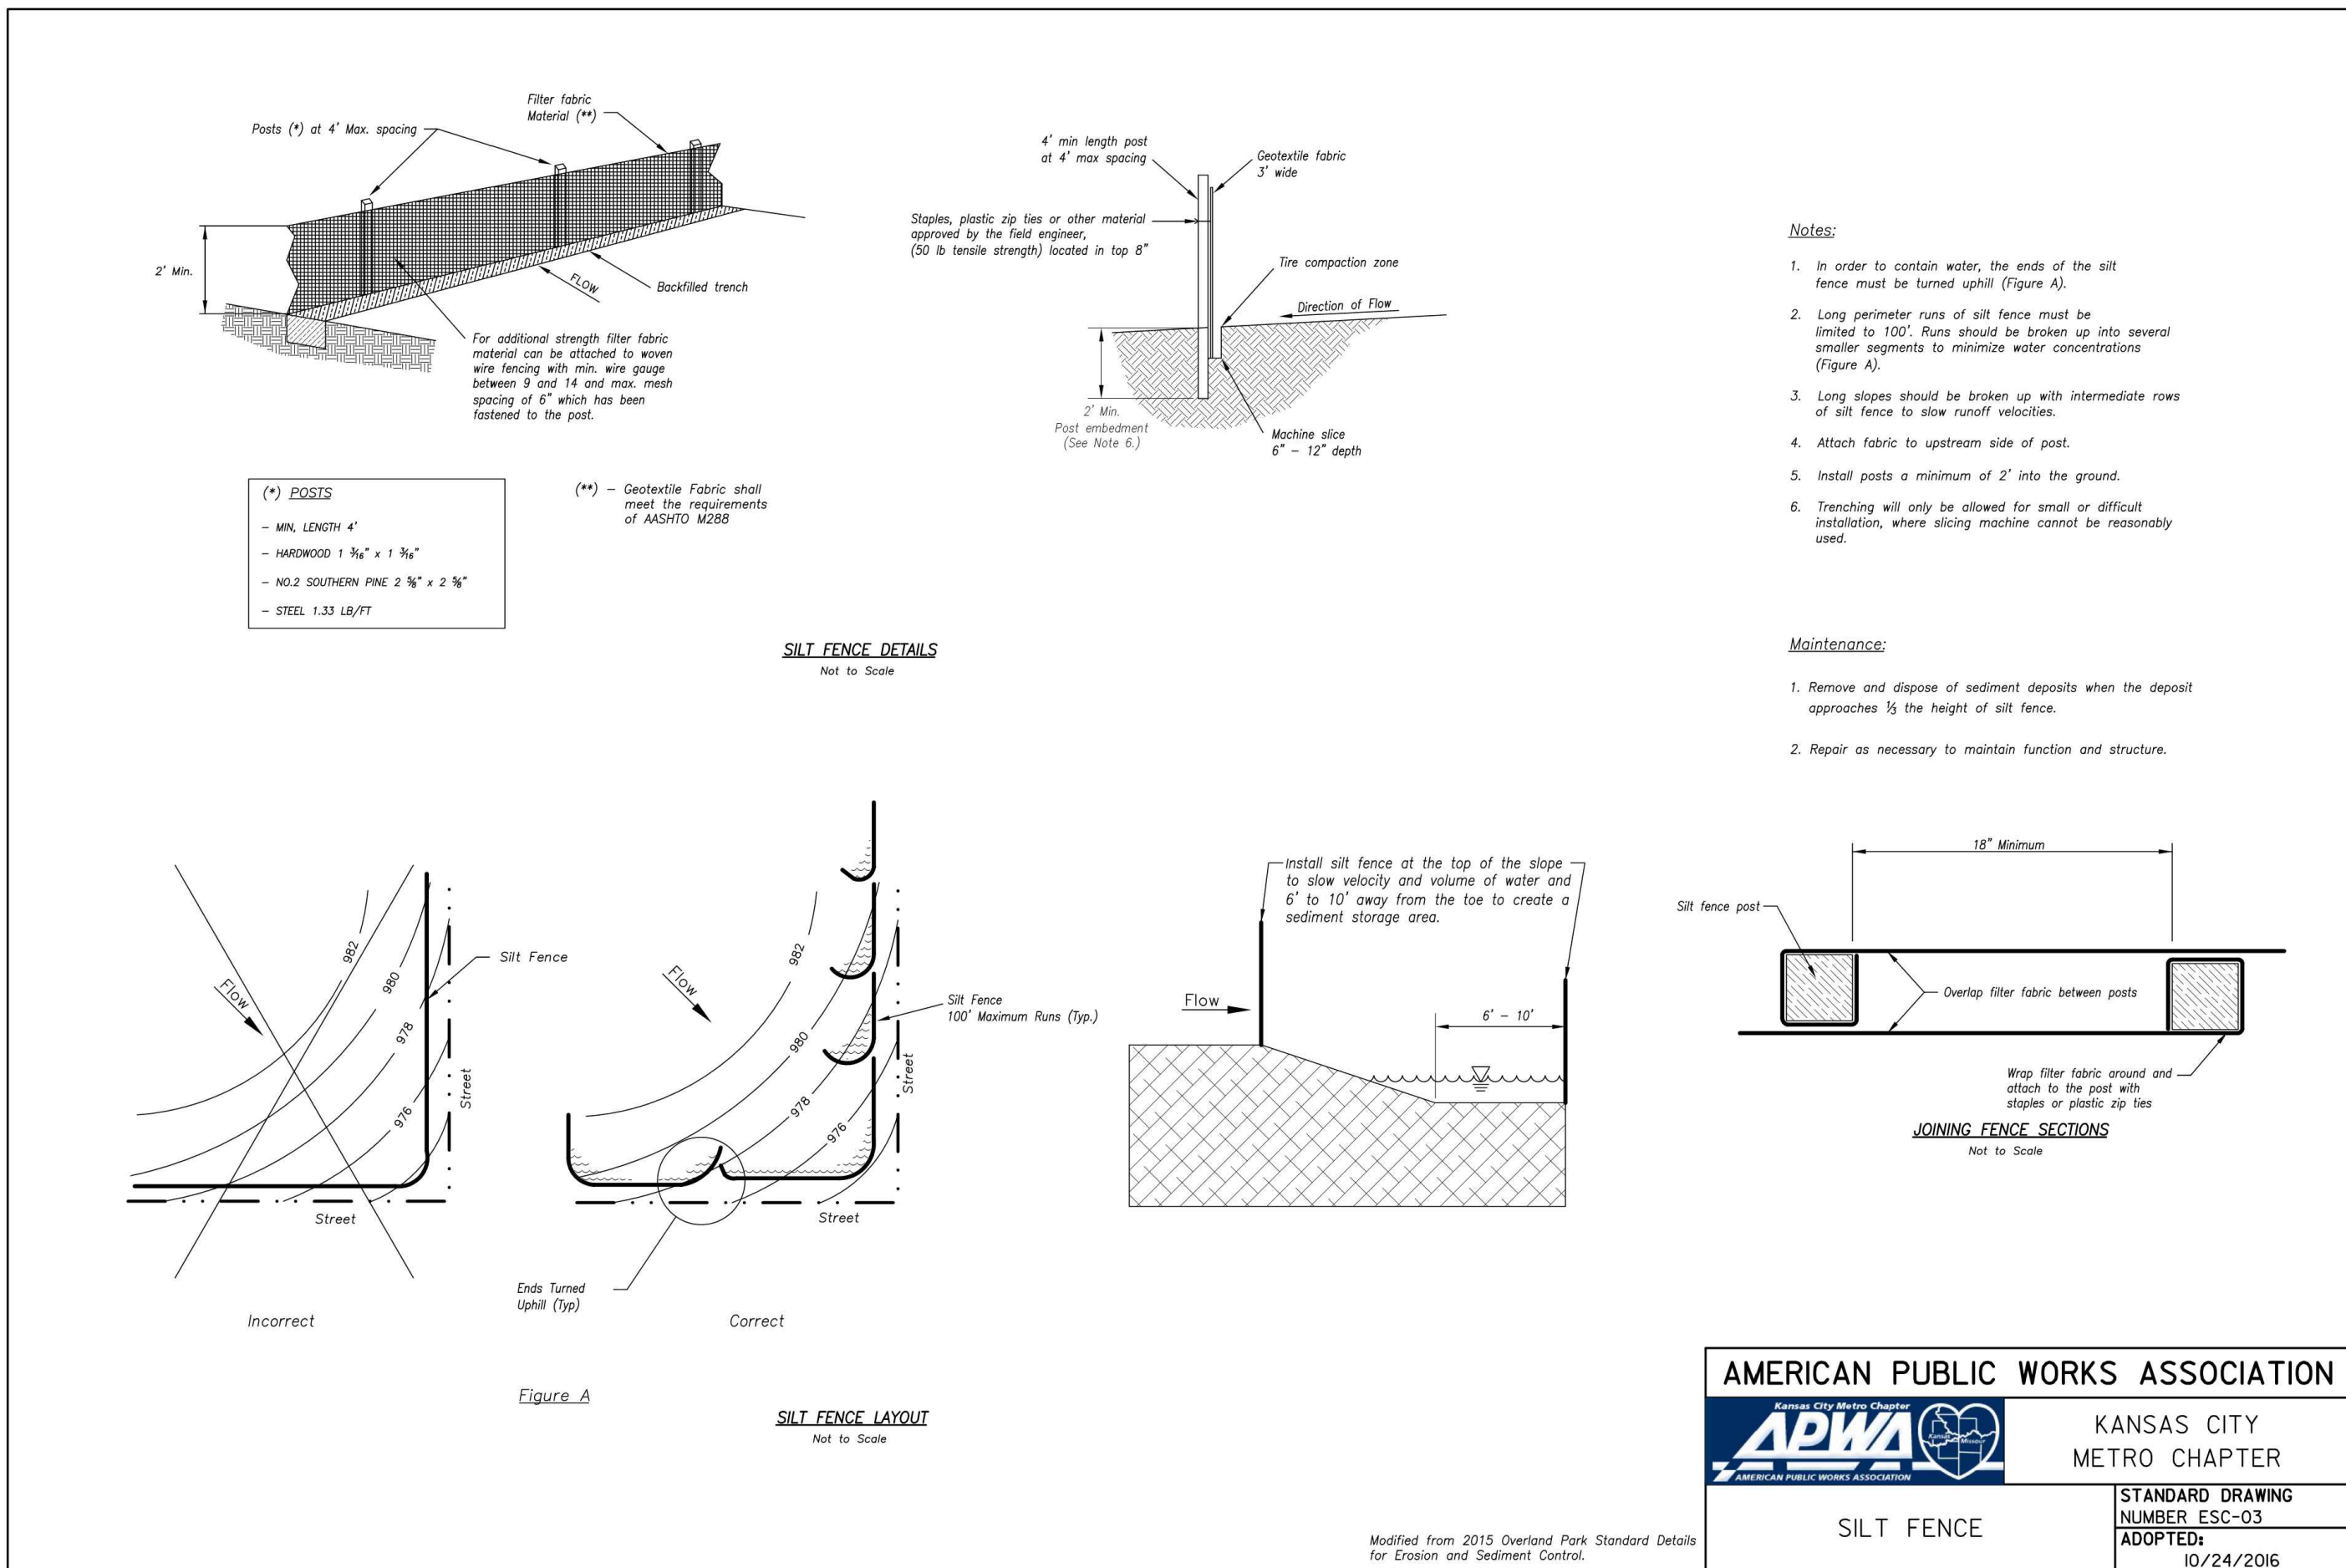 Posts (*) at 4' Max. spacing
Filter fabric
Material (**)
2' Min.
FLOW
Backfilled trench
For additional strength filter fabric
material can be attached to woven
wire fencing with min. wire gauge
between 9 and 14 and max. mesh
spacing of 6" which has been
fastened to the post.
(*) POSTS
- MIN, LENGTH 4'
- HARDWOOD 1 3/16" x 1 3/16"
- NO.2 SOUTHERN PINE 2 5/8" x 2 5/8"
- STEEL 1.33 LB/FT
(**) - Geotextile Fabric shall
meet the requirements
of AASHTO M288
4' min length post
at 4' max spacing
Geotextile fabric
3' wide
Staples, plastic zip ties or other material
approved by the field engineer,
(50 lb tensile strength) located in top 8"
Tire compaction zone
Direction of Flow
2' Min.
Post embedment
(See Note 6.)
Machine slice
6" - 12" depth
SILT FENCE DETAILS
Not to Scale
Notes:
1. In order to contain water, the ends of the silt
fence must be turned uphill (Figure A).
2. Long perimeter runs of silt fence must be
limited to 100'. Runs should be broken up into several
smaller segments to minimize water concentrations
(Figure A).
3. Long slopes should be broken up with intermediate rows
of silt fence to slow runoff velocities.
4. Attach fabric to upstream side of post.
5. Install posts a minimum of 2' into the ground.
6. Trenching will only be allowed for small or difficult
installation, where slicing machine cannot be reasonably
used.
Maintenance:
1. Remove and dispose of sediment deposits when the deposit
approaches 1/3 the height of silt fence.
2. Repair as necessary to maintain function and structure.
982
980
978
976
Flow
Silt Fence
Street
Street
Incorrect
982
980
978
976
Flow
Silt Fence
100' Maximum Runs (Typ.)
Street
Street
Ends Turned
Uphill (Typ)
Correct
Figure A
SILT FENCE LAYOUT
Not to Scale
Install silt fence at the top of the slope
to slow velocity and volume of water and
6' to 10' away from the toe to create a
sediment storage area.
Flow
6' - 10'
18" Minimum
Silt fence post
Overlap filter fabric between posts
Wrap filter fabric around and
attach to the post with
staples or plastic zip ties
JOINING FENCE SECTIONS
Not to Scale
Modified from 2015 Overland Park Standard Details
for Erosion and Sediment Control.
AMERICAN PUBLIC WORKS ASSOCIATION
Kansas City Metro Chapter
APWA
Kansas
Missouri
AMERICAN PUBLIC WORKS ASSOCIATION
KANSAS CITY
METRO CHAPTER
SILT FENCE
STANDARD DRAWING
NUMBER ESC-03
ADOPTED:
10/24/2016